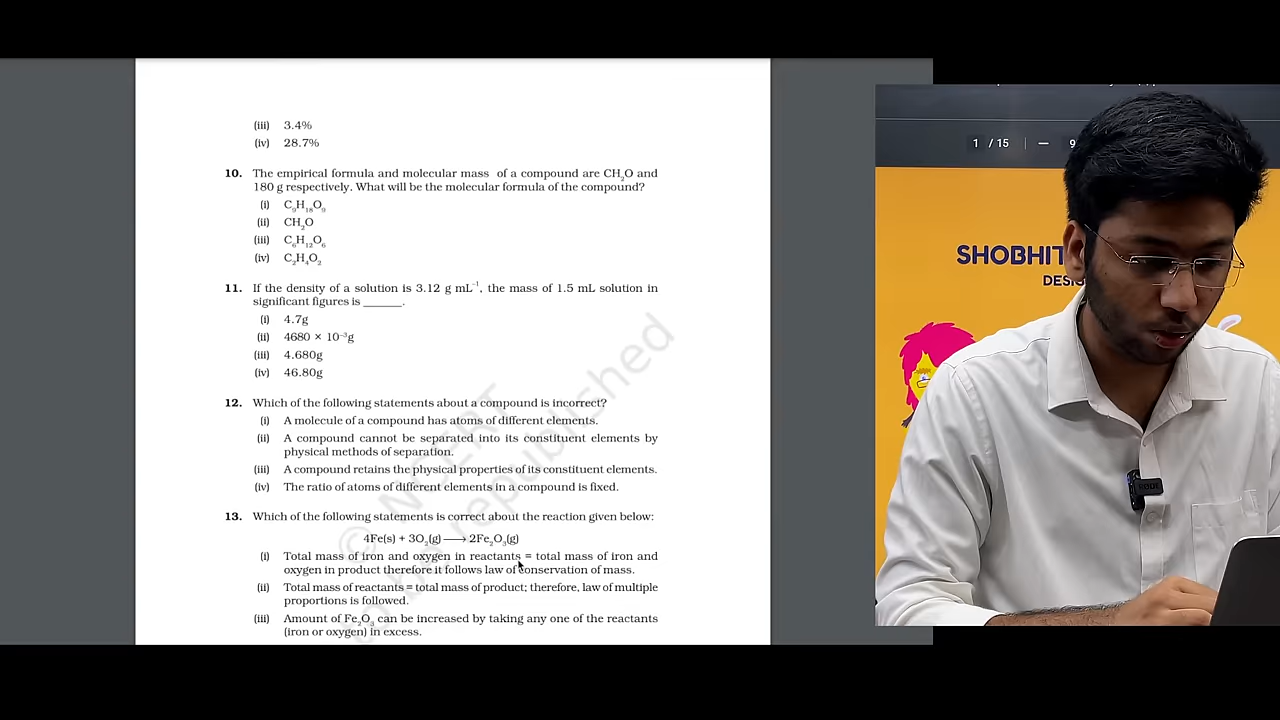 (iii) 3.4%
(iv) 28.7%
10. The empirical formula and molecular mass of a compound are CH₂O and
180 g respectively. What will be the molecular formula of the compound?
(i) C₉H₁₈O₉
(ii) CH₂O
(iii) C₆H₁₂O₆
(iv) C₂H₄O₂
11. If the density of a solution is 3.12 g mL⁻¹, the mass of 1.5 mL solution in
significant figures is ______.
(i) 4.7g
(ii) 4680 × 10⁻³g
(iii) 4.680g
(iv) 46.80g
12. Which of the following statements about a compound is incorrect?
(i) A molecule of a compound has atoms of different elements.
(ii) A compound cannot be separated into its constituent elements by
physical methods of separation.
(iii) A compound retains the physical properties of its constituent elements.
(iv) The ratio of atoms of different elements in a compound is fixed.
13. Which of the following statements is correct about the reaction given below:
4Fe(s) + 3O₂(g) ⟶ 2Fe₂O₃(g)
(i) Total mass of iron and oxygen in reactants = total mass of iron and
oxygen in product therefore it follows law of conservation of mass.
(ii) Total mass of reactants = total mass of product; therefore, law of multiple
proportions is followed.
(iii) Amount of Fe₂O₃ can be increased by taking any one of the reactants
(iron or oxygen) in excess.
© NCERT
republished
1 / 15 — 9
SHOBHIT